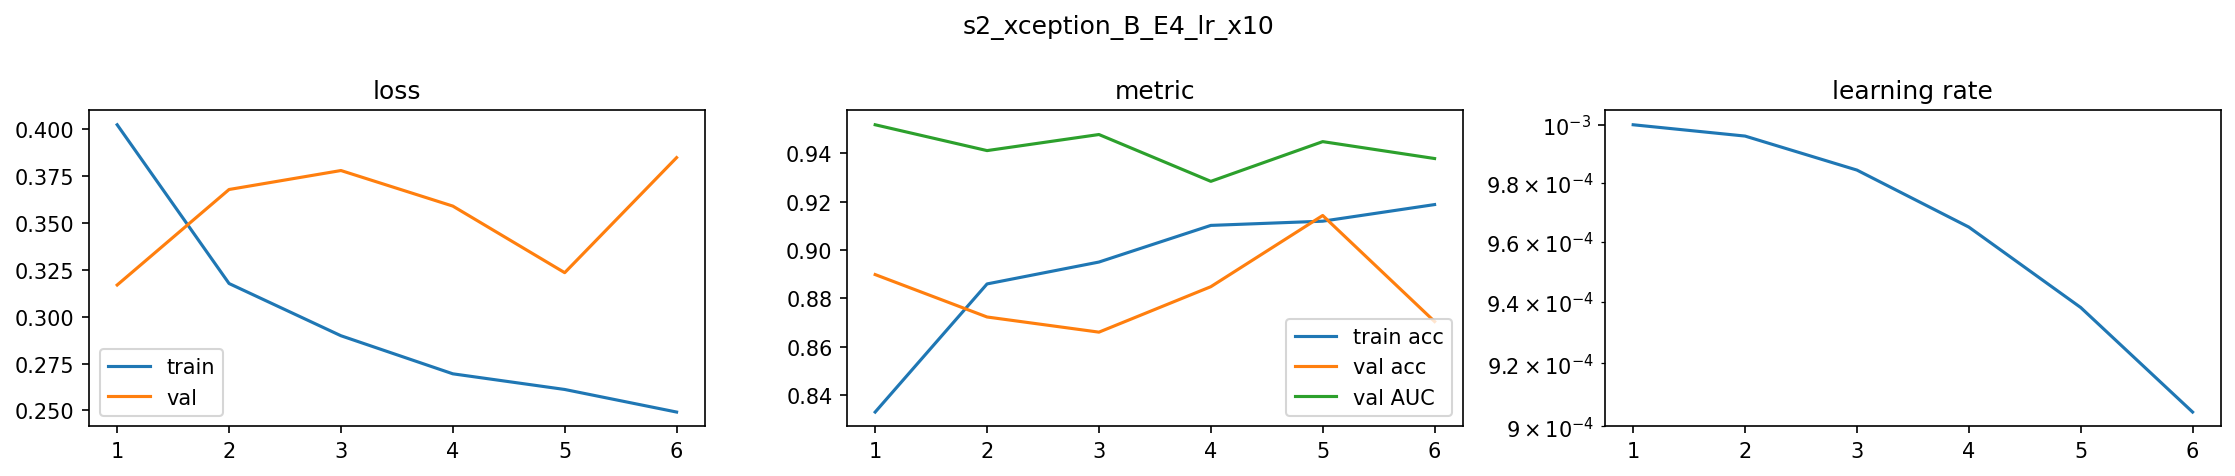 s2_xception_B_E4_lr_x10
loss
0.400
0.375
0.350
0.325
0.300
0.275
0.250
train
val
1 2 3 4 5 6
metric
0.94
0.92
0.90
0.88
0.86
0.84
train acc
val acc
val AUC
1 2 3 4 5 6
learning rate
10⁻³
9.8 × 10⁻⁴
9.6 × 10⁻⁴
9.4 × 10⁻⁴
9.2 × 10⁻⁴
9 × 10⁻⁴
1 2 3 4 5 6